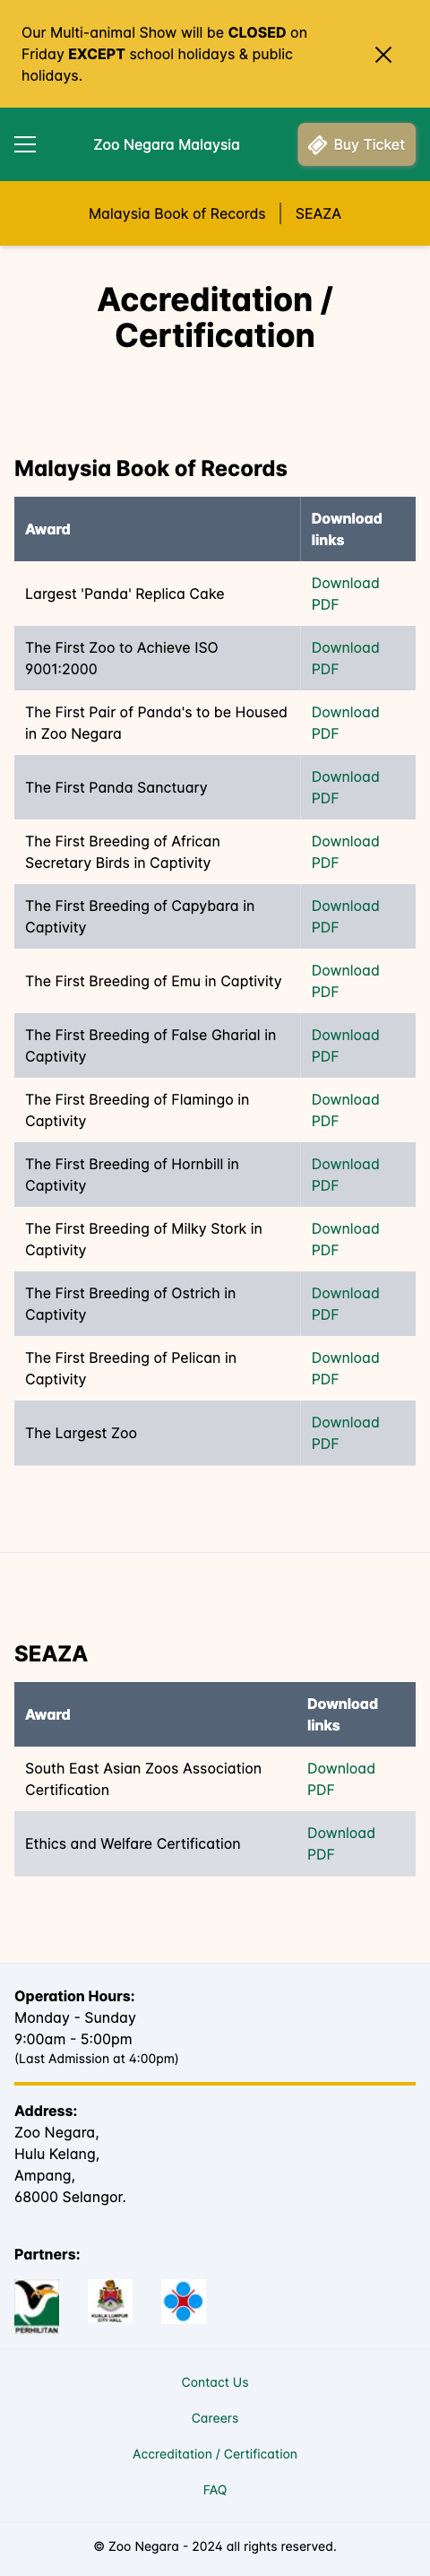 Our Multi-animal Show will be CLOSED on
Friday EXCEPT school holidays & public
holidays.
Zoo Negara Malaysia
Buy Ticket
Malaysia Book of Records | SEAZA
Accreditation /
Certification
Malaysia Book of Records
Award
Download
links
Largest 'Panda' Replica Cake
Download
PDF
The First Zoo to Achieve ISO
9001:2000
Download
PDF
The First Pair of Panda's to be Housed
in Zoo Negara
Download
PDF
The First Panda Sanctuary
Download
PDF
The First Breeding of African
Secretary Birds in Captivity
Download
PDF
The First Breeding of Capybara in
Captivity
Download
PDF
The First Breeding of Emu in Captivity
Download
PDF
The First Breeding of False Gharial in
Captivity
Download
PDF
The First Breeding of Flamingo in
Captivity
Download
PDF
The First Breeding of Hornbill in
Captivity
Download
PDF
The First Breeding of Milky Stork in
Captivity
Download
PDF
The First Breeding of Ostrich in
Captivity
Download
PDF
The First Breeding of Pelican in
Captivity
Download
PDF
The Largest Zoo
Download
PDF
SEAZA
Award
Download
links
South East Asian Zoos Association
Certification
Download
PDF
Ethics and Welfare Certification
Download
PDF
Operation Hours:
Monday - Sunday
9:00am - 5:00pm
(Last Admission at 4:00pm)
Address:
Zoo Negara,
Hulu Kelang,
Ampang,
68000 Selangor.
Partners:
PERHILITAN
KUALA LUMPUR
CITY HALL
Contact Us
Careers
Accreditation / Certification
FAQ
© Zoo Negara - 2024 all rights reserved.